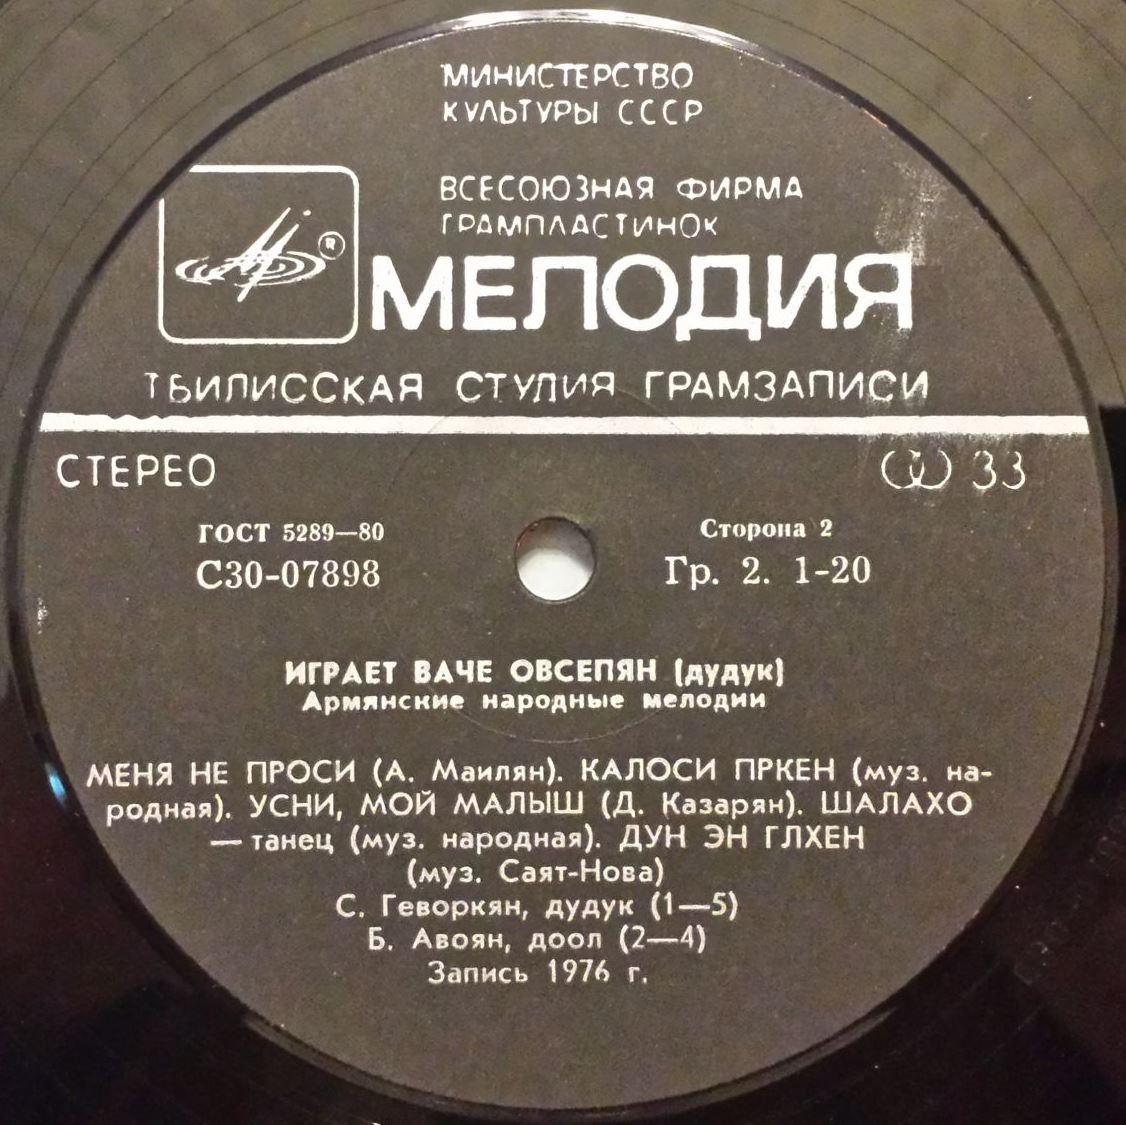 МИНИСТЕРСТВО
КУЛЬТУРЫ СССР
ВСЕСОЮЗНАЯ ФИРМА
ГРАМПЛАСТИНОК
®
МЕЛОДИЯ
ТБИЛИССКАЯ СТУДИЯ ГРАМЗАПИСИ
СТЕРЕО
33
ГОСТ 5289—80
Сторона 2
С30-07898
Гр. 2. 1-20
ИГРАЕТ ВАЧЕ ОВСЕПЯН (дудук)
Армянские народные мелодии
МЕНЯ НЕ ПРОСИ (А. Маилян). КАЛОСИ ПРКЕН (муз. на-
родная). УСНИ, МОЙ МАЛЫШ (Д. Казарян). ШАЛАХО
— танец (муз. народная). ДУН ЭН ГЛХЕН
(муз. Саят-Нова)
С. Геворкян, дудук (1—5)
Б. Авоян, доол (2—4)
Запись 1976 г.